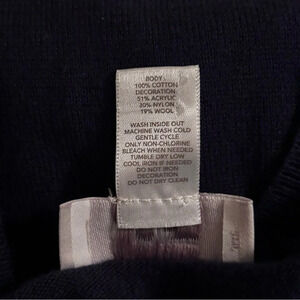 BODY:
100% COTTON
DECORATION
51% ACRYLIC
30% NYLON
19% WOOL
WASH INSIDE OUT
MACHINE WASH COLD
GENTLE CYCLE
ONLY NON-CHLORINE
BLEACH WHEN NEEDED
TUMBLE DRY LOW
COOL IRON IF NEEDED
DO NOT IRON
DECORATION
DO NOT DRY CLEAN